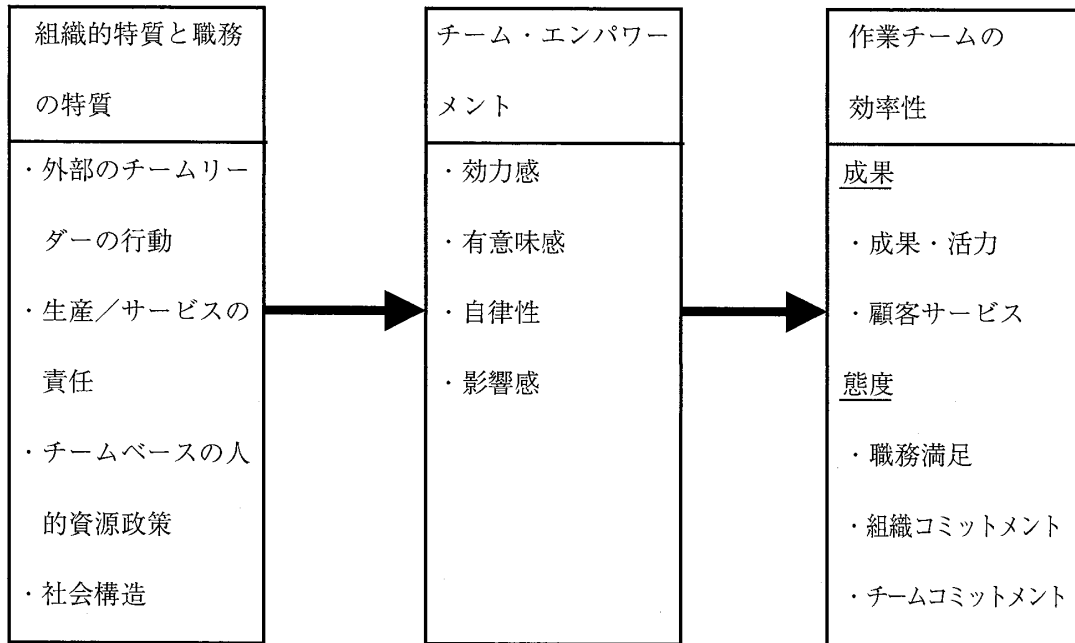 組織的特質と職務
の特質
・外部のチームリー
ダーの行動
・生産／サービスの
責任
・チームベースの人
的資源政策
・社会構造
チーム・エンパワー
メント
・効力感
・有意味感
・自律性
・影響感
作業チームの
効率性
成果
・成果・活力
・顧客サービス
態度
・職務満足
・組織コミットメント
・チームコミットメント